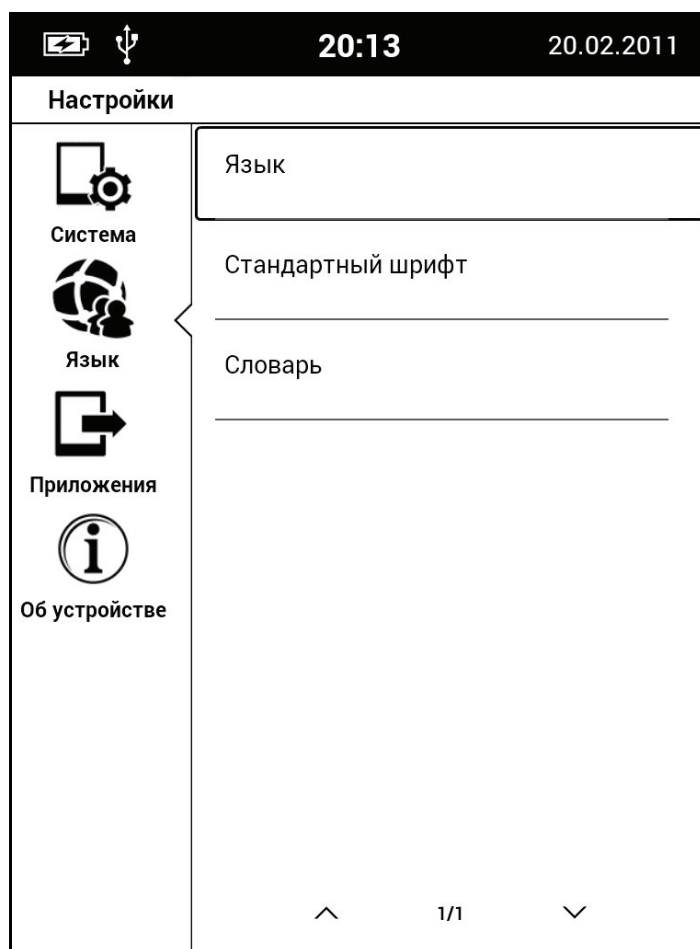 20:13 20.02.2011
Настройки
Система
Язык
Приложения
Об устройстве
Язык
Стандартный шрифт
Словарь
1/1